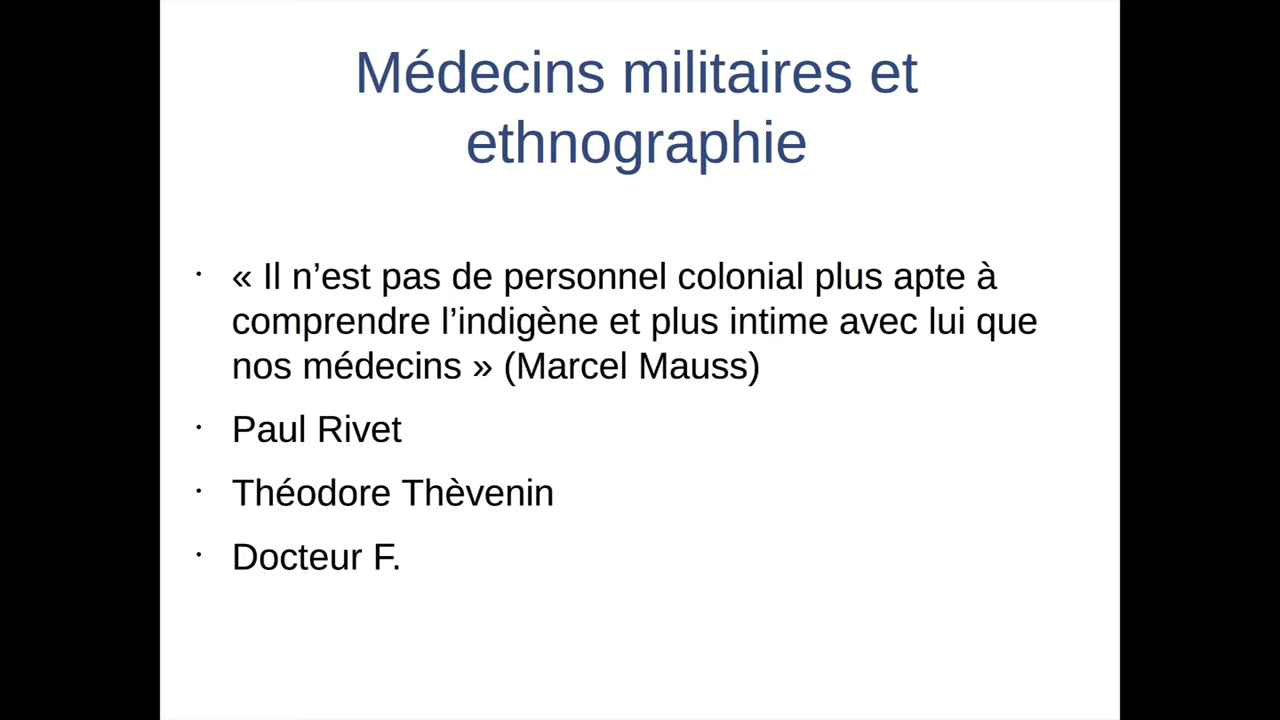 Médecins militaires et
ethnographie
· « Il n’est pas de personnel colonial plus apte à
comprendre l’indigène et plus intime avec lui que
nos médecins » (Marcel Mauss)
· Paul Rivet
· Théodore Thèvenin
· Docteur F.